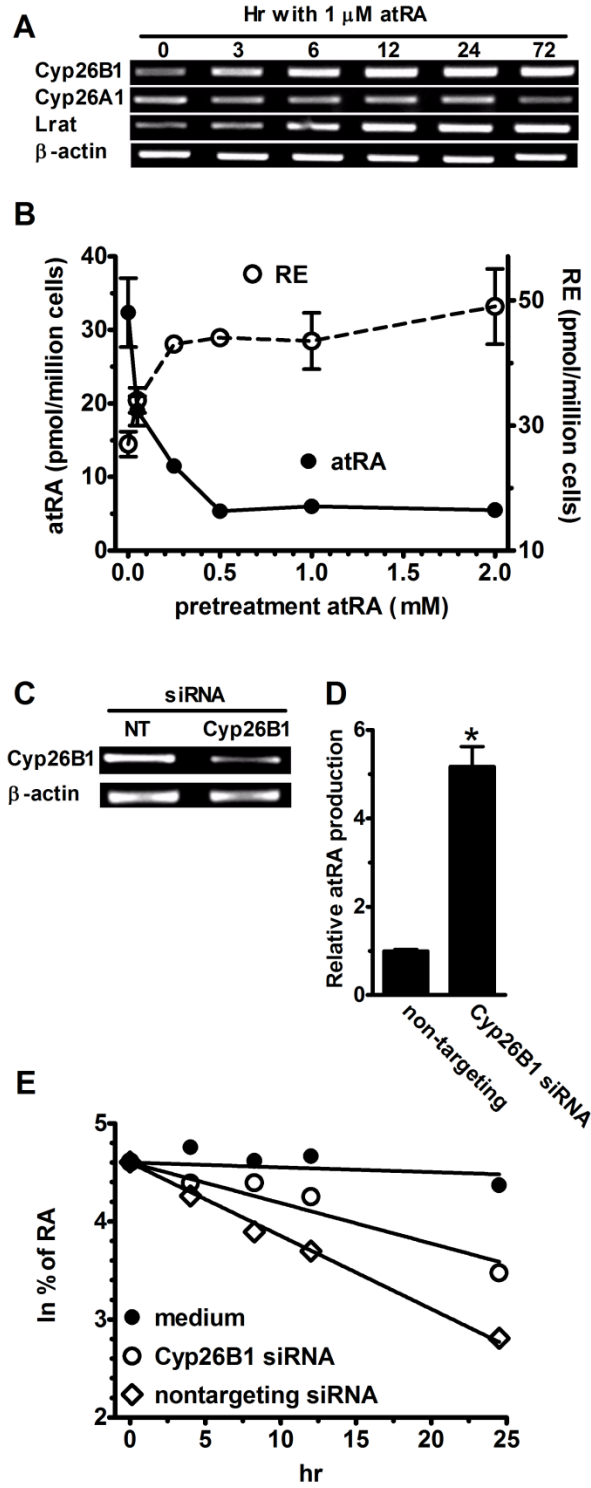 A
Hr with 1 μM atRA
0 3 6 12 24 72
Cyp26B1
Cyp26A1
Lrat
β-actin
B
40
30
20
10
0
atRA (pmol/million cells)
RE
atRA
50
30
10
RE (pmol/million cells)
0.0 0.5 1.0 1.5 2.0
pretreatment atRA (mM)
C
siRNA
NT Cyp26B1
Cyp26B1
β-actin
D
6
4
2
0
Relative atRA production
*
non-targeting
Cyp26B1 siRNA
E
5
4
3
2
ln % of RA
medium
Cyp26B1 siRNA
nontargeting siRNA
0 5 10 15 20 25
hr